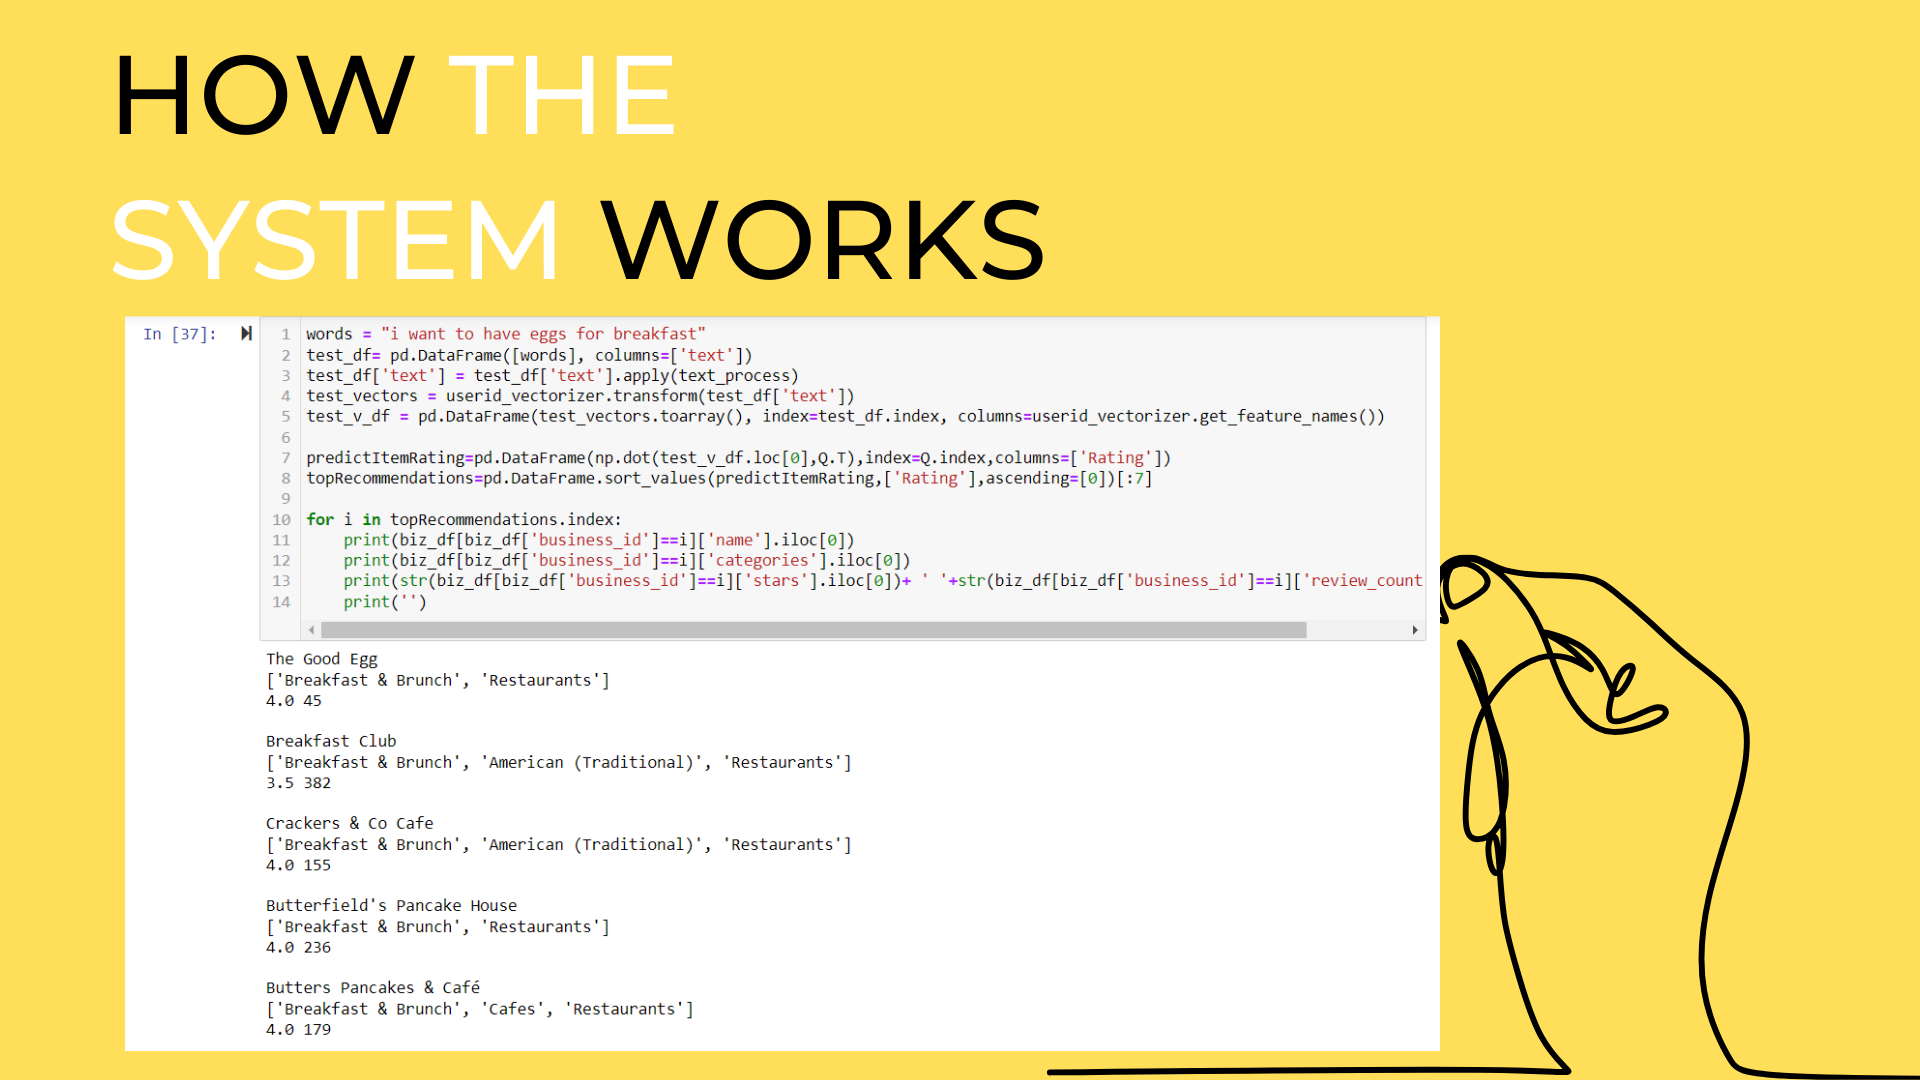 HOW THE
SYSTEM WORKS
In [37]:
1 words = "i want to have eggs for breakfast"
2 test_df= pd.DataFrame([words], columns=['text'])
3 test_df['text'] = test_df['text'].apply(text_process)
4 test_vectors = userid_vectorizer.transform(test_df['text'])
5 test_v_df = pd.DataFrame(test_vectors.toarray(), index=test_df.index, columns=userid_vectorizer.get_feature_names())
6
7 predictItemRating=pd.DataFrame(np.dot(test_v_df.loc[0],Q.T),index=Q.index,columns=['Rating'])
8 topRecommendations=pd.DataFrame.sort_values(predictItemRating,['Rating'],ascending=[0])[:7]
9
10 for i in topRecommendations.index:
11     print(biz_df[biz_df['business_id']==i]['name'].iloc[0])
12     print(biz_df[biz_df['business_id']==i]['categories'].iloc[0])
13     print(str(biz_df[biz_df['business_id']==i]['stars'].iloc[0])+ ' '+str(biz_df[biz_df['business_id']==i]['review_count
14     print('')
The Good Egg
['Breakfast & Brunch', 'Restaurants']
4.0 45
Breakfast Club
['Breakfast & Brunch', 'American (Traditional)', 'Restaurants']
3.5 382
Crackers & Co Cafe
['Breakfast & Brunch', 'American (Traditional)', 'Restaurants']
4.0 155
Butterfield's Pancake House
['Breakfast & Brunch', 'Restaurants']
4.0 236
Butters Pancakes & Café
['Breakfast & Brunch', 'Cafes', 'Restaurants']
4.0 179